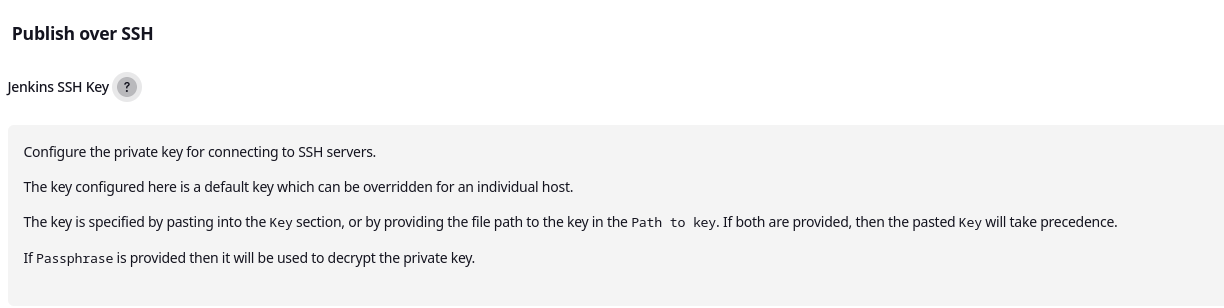 Publish over SSH
Jenkins SSH Key ?
Configure the private key for connecting to SSH servers.
The key configured here is a default key which can be overridden for an individual host.
The key is specified by pasting into the Key section, or by providing the file path to the key in the Path to key. If both are provided, then the pasted Key will take precedence.
If Passphrase is provided then it will be used to decrypt the private key.